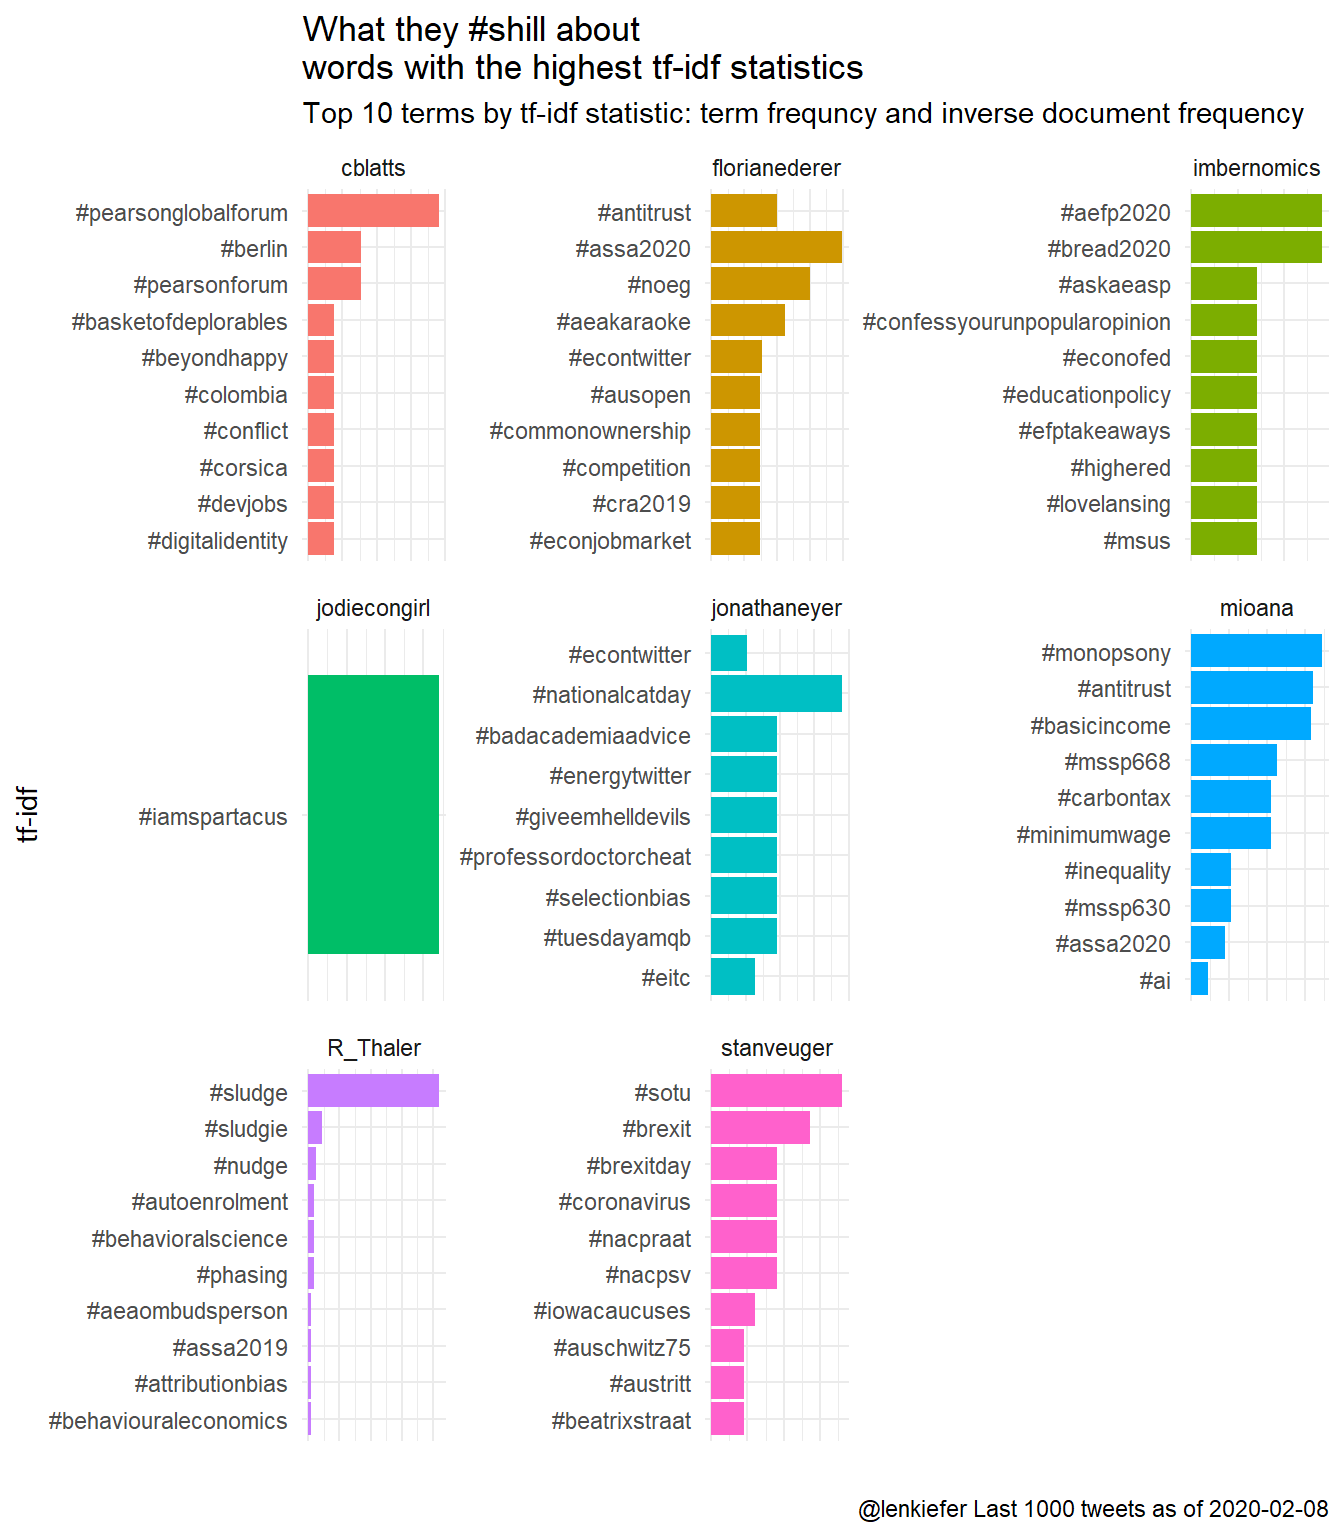 What they #shill about
words with the highest tf-idf statistics
Top 10 terms by tf-idf statistic: term frequncy and inverse document frequency
cblatts
#pearsonglobalforum
#berlin
#pearsonforum
#basketofdeplorables
#beyondhappy
#colombia
#conflict
#corsica
#devjobs
#digitalidentity
florianederer
#antitrust
#assa2020
#noeg
#aeakaraoke
#econtwitter
#ausopen
#commonownership
#competition
#cra2019
#econjobmarket
imbernomics
#aefp2020
#bread2020
#askaeasp
#confessyourunpopularopinion
#econofed
#educationpolicy
#efptakeaways
#highered
#lovelansing
#msus
tf-idf
jodiecongirl
#iamspartacus
jonathaneyer
#econtwitter
#nationalcatday
#badacademiaadvice
#energytwitter
#giveemhelldevils
#professordoctorcheat
#selectionbias
#tuesdayamqb
#eitc
mioana
#monopsony
#antitrust
#basicincome
#mssp668
#carbontax
#minimumwage
#inequality
#mssp630
#assa2020
#ai
R_Thaler
#sludge
#sludgie
#nudge
#autoenrolment
#behavioralscience
#phasing
#aeaombudsperson
#assa2019
#attributionbias
#behavioraleconomics
stanveuger
#sotu
#brexit
#brexitday
#coronavirus
#nacpraat
#nacpsv
#iowacaucuses
#auschwitz75
#austritt
#beatrixstraat
@lenkiefer Last 1000 tweets as of 2020-02-08